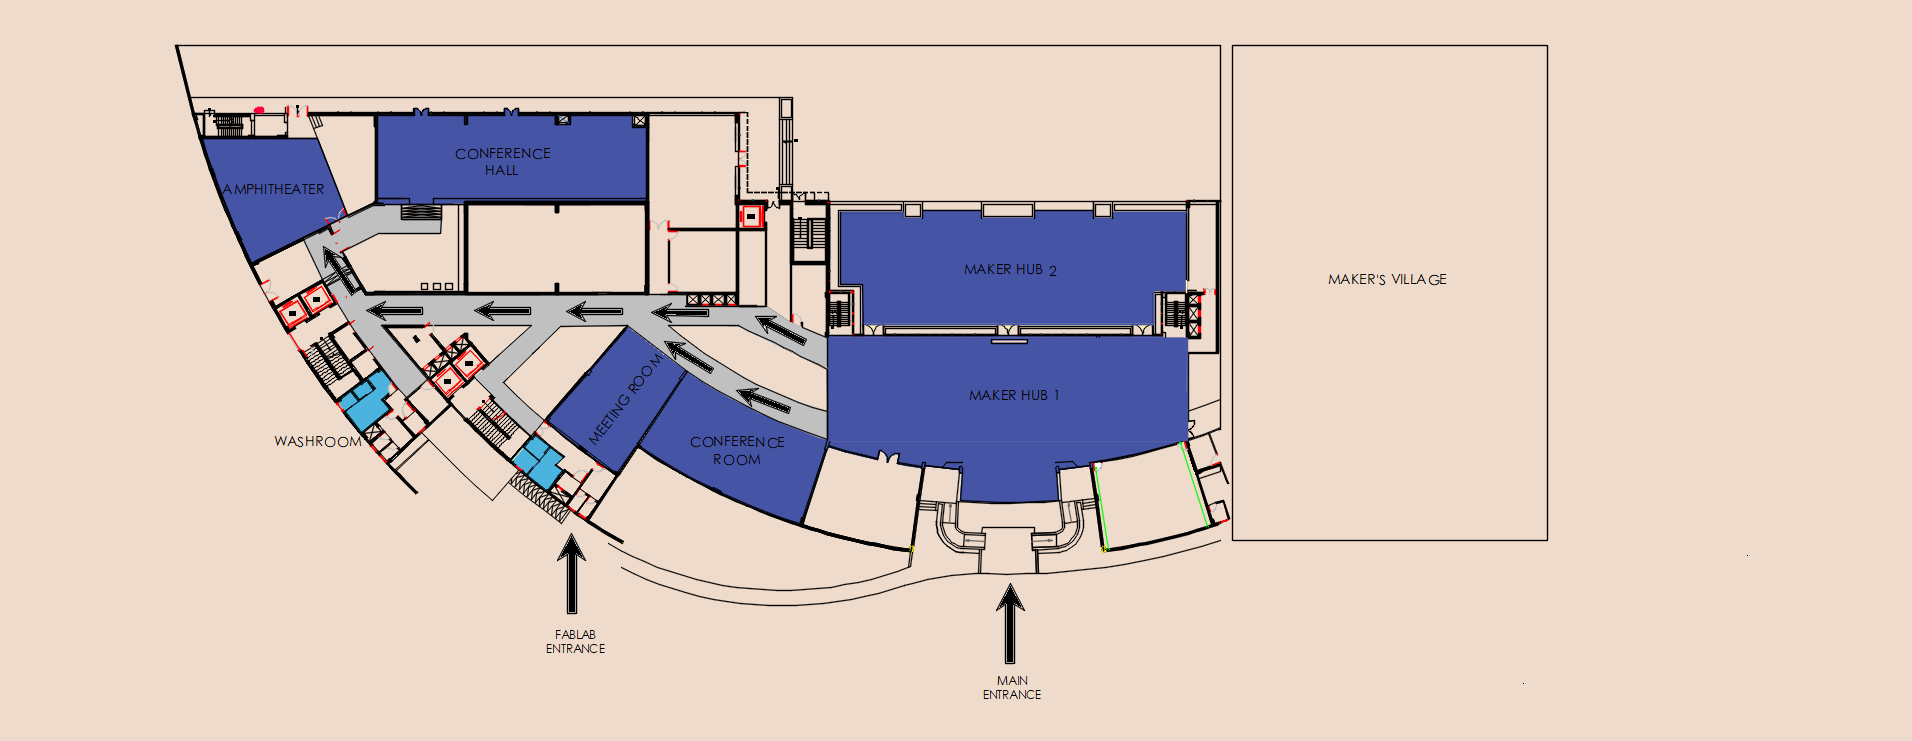 CONFERENCE
HALL
AMPHITHEATER
MAKER HUB 2
MAKER'S VILLAGE
MEETING ROOM
MAKER HUB 1
WASHROOM
CONFERENCE
ROOM
FABLAB
ENTRANCE
MAIN
ENTRANCE